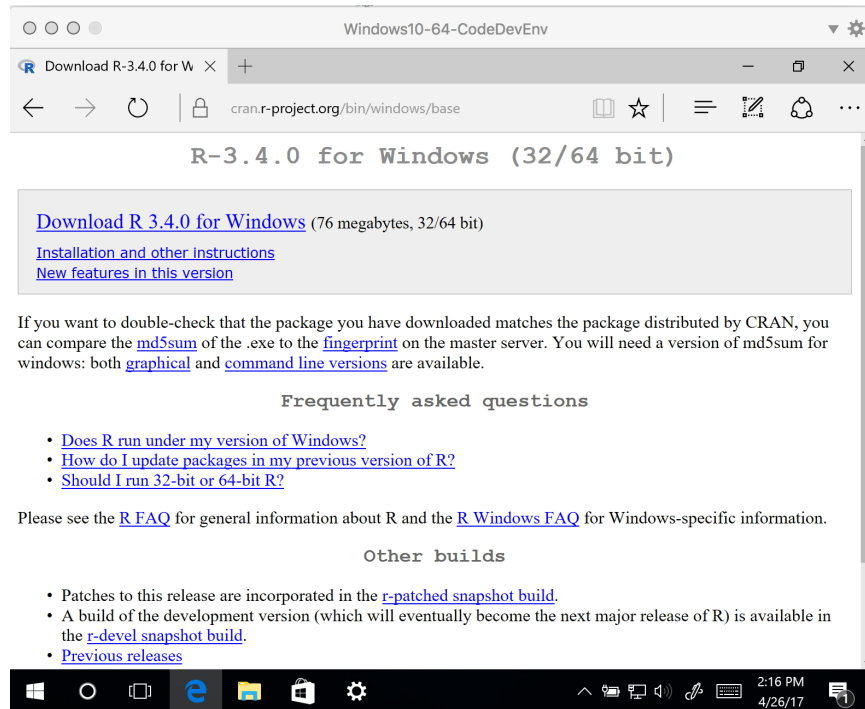 Windows10-64-CodeDevEnv
Download R-3.4.0 for W
cran.r-project.org/bin/windows/base
R-3.4.0 for Windows (32/64 bit)
Download R 3.4.0 for Windows (76 megabytes, 32/64 bit)
Installation and other instructions
New features in this version
If you want to double-check that the package you have downloaded matches the package distributed by CRAN, you
can compare the md5sum of the .exe to the fingerprint on the master server. You will need a version of md5sum for
windows: both graphical and command line versions are available.
Frequently asked questions
• Does R run under my version of Windows?
• How do I update packages in my previous version of R?
• Should I run 32-bit or 64-bit R?
Please see the R FAQ for general information about R and the R Windows FAQ for Windows-specific information.
Other builds
• Patches to this release are incorporated in the r-patched snapshot build.
• A build of the development version (which will eventually become the next major release of R) is available in
the r-devel snapshot build.
• Previous releases
2:16 PM
4/26/17
1